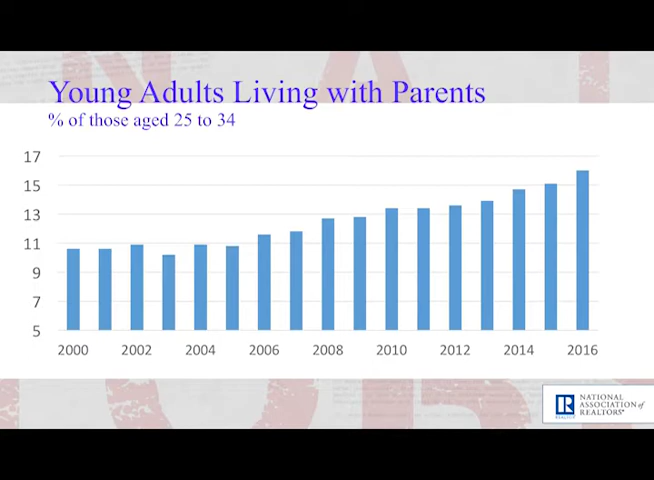 Young Adults Living with Parents
% of those aged 25 to 34
17
15
13
11
9
7
5
2000 2002 2004 2006 2008 2010 2012 2014 2016
NATIONAL
ASSOCIATION of
REALTORS®
R
REALTOR®